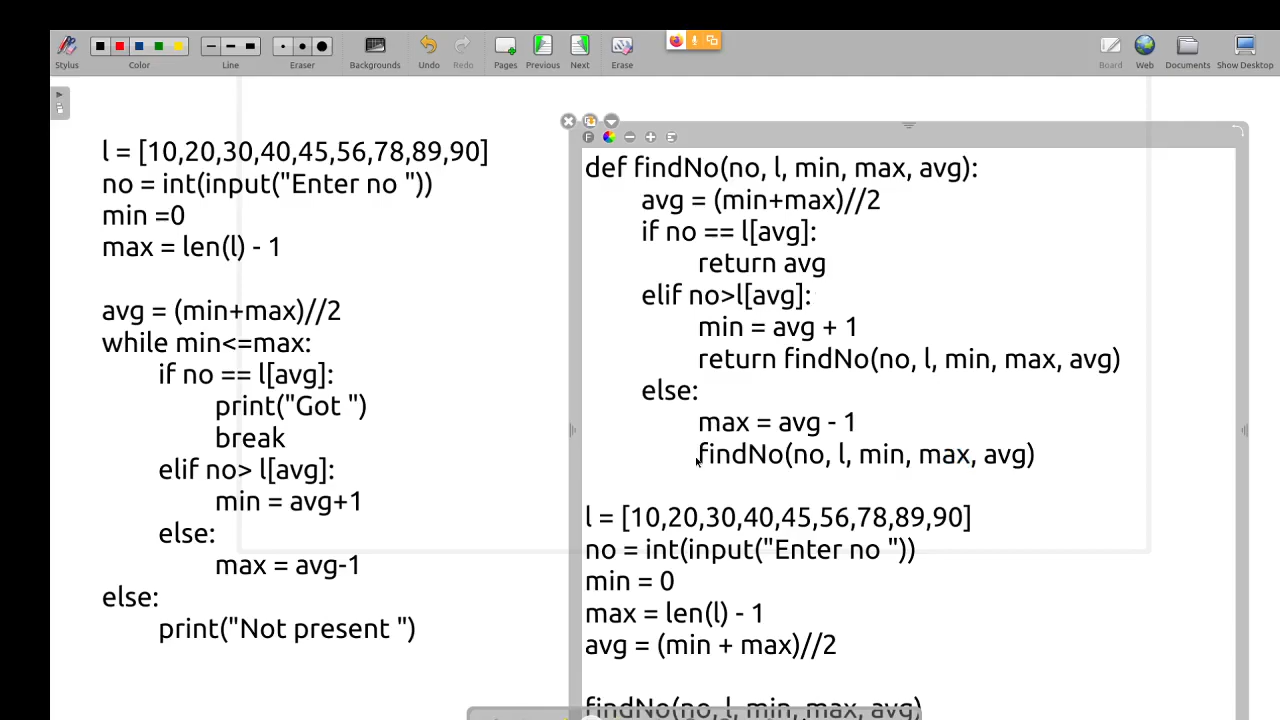 Stylus
Color
Line
Eraser
Backgrounds
Undo
Redo
Pages
Previous
Next
Erase
Board
Web
Documents
Show Desktop
l = [10,20,30,40,45,56,78,89,90]
no = int(input("Enter no "))
min =0
max = len(l) - 1
avg = (min+max)//2
while min<=max:
if no == l[avg]:
print("Got ")
break
elif no> l[avg]:
min = avg+1
else:
max = avg-1
else:
print("Not present ")
def findNo(no, l, min, max, avg):
avg = (min+max)//2
if no == l[avg]:
return avg
elif no>l[avg]:
min = avg + 1
return findNo(no, l, min, max, avg)
else:
max = avg - 1
findNo(no, l, min, max, avg)
l = [10,20,30,40,45,56,78,89,90]
no = int(input("Enter no "))
min = 0
max = len(l) - 1
avg = (min + max)//2
findNo(no, l, min, max, avg)